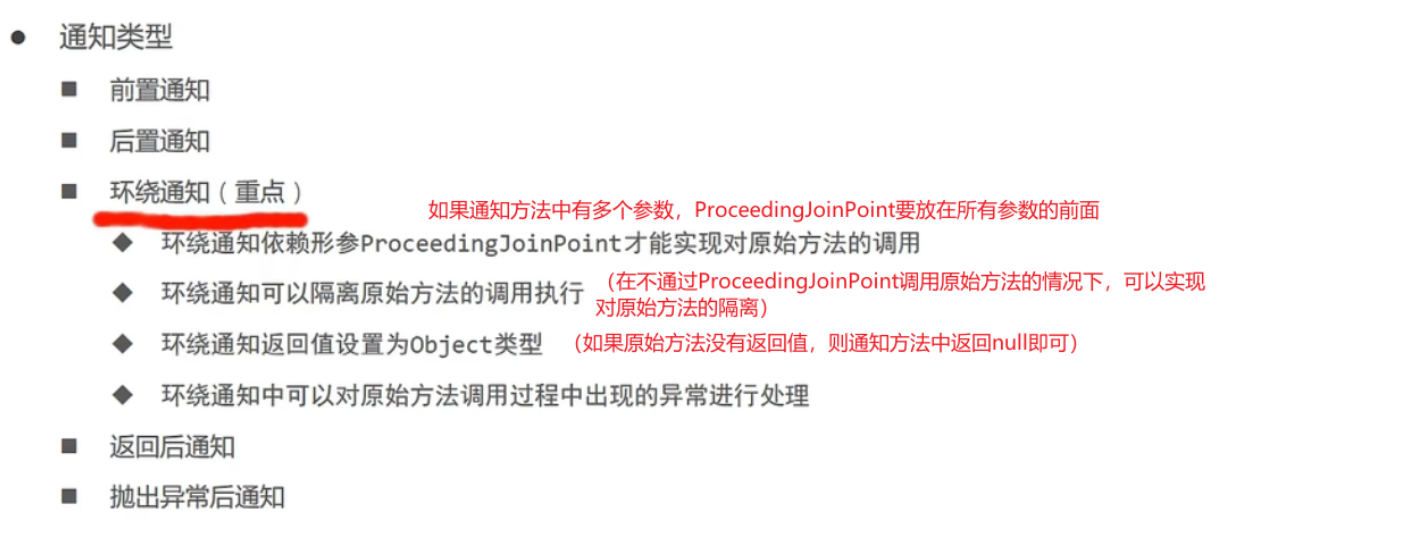 通知类型
前置通知
后置通知
环绕通知（重点）
如果通知方法中有多个参数，ProceedingJoinPoint要放在所有参数的前面
环绕通知依赖形参ProceedingJoinPoint才能实现对原始方法的调用
环绕通知可以隔离原始方法的调用执行
（在不通过ProceedingJoinPoint调用原始方法的情况下，可以实现
对原始方法的隔离）
环绕通知返回值设置为Object类型
（如果原始方法没有返回值，则通知方法中返回null即可）
环绕通知中可以对原始方法调用过程中出现的异常进行处理
返回后通知
抛出异常后通知